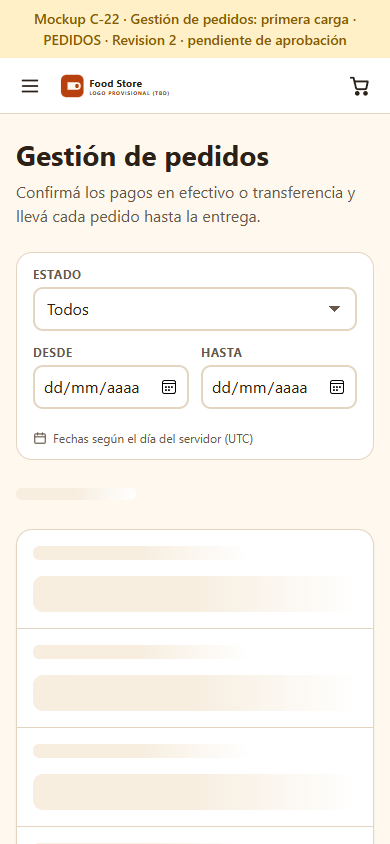 Mockup C-22 · Gestión de pedidos: primera carga ·
PEDIDOS · Revision 2 · pendiente de aprobación
Food Store
LOGO PROVISIONAL (TBD)
Gestión de pedidos
Confirmá los pagos en efectivo o transferencia y
llevá cada pedido hasta la entrega.
ESTADO
Todos
DESDE
HASTA
dd/mm/aaaa
dd/mm/aaaa
Fechas según el día del servidor (UTC)